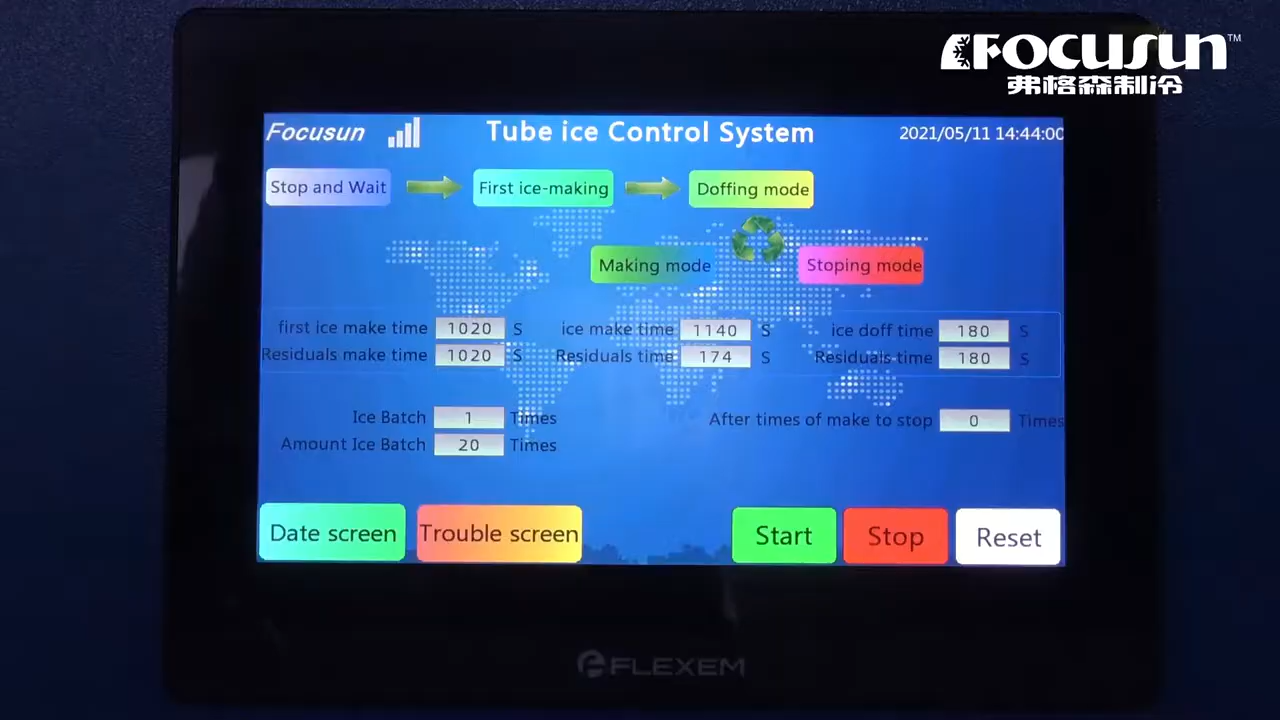 FOCUSUN™
弗格森制冷
Focusun Tube ice Control System 2021/05/11 14:44:00
Stop and Wait First ice-making Doffing mode
Making mode Stoping mode
first ice make time 1020 S ice make time 1140 S ice doff time 180 S
Residuals make time 1020 S Residuals time 174 S Residuals time 180 S
Ice Batch 1 Times After times of make to stop 0 Times
Amount Ice Batch 20 Times
Date screen Trouble screen Start Stop Reset
FLEXEM